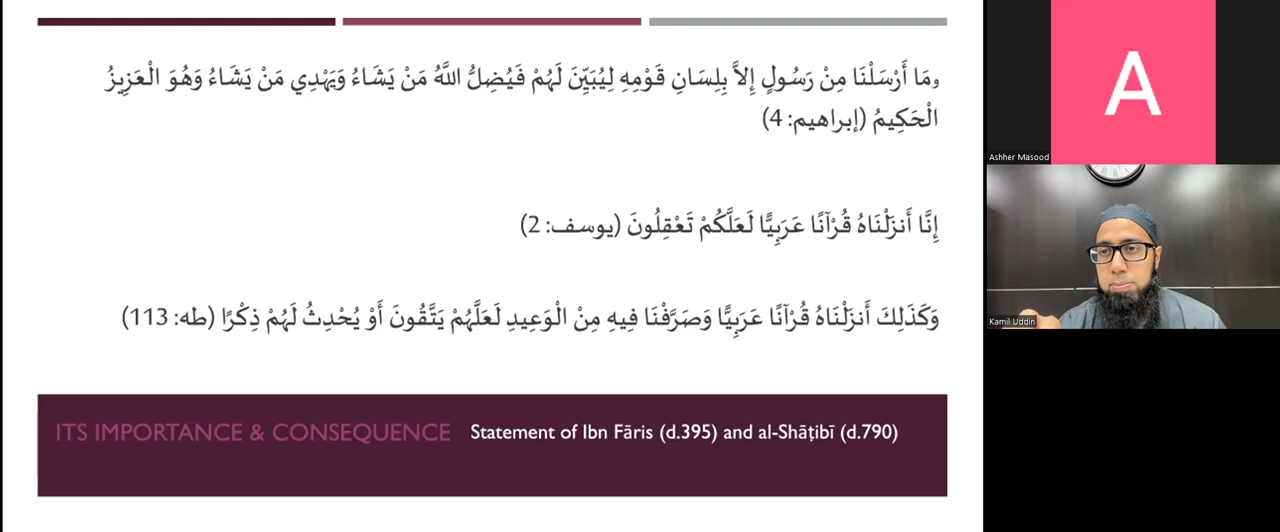 وَمَا أَرْسَلْنَا مِنْ رَسُولٍ إِلاَّ بِلِسَانِ قَوْمِهِ لِيُبَيِّنَ لَهُمْ فَيُضِلُّ اللَّهُ مَنْ يَشَاءُ وَيَهْدِي مَنْ يَشَاءُ وَهُوَ الْعَزِيزُ
الْحَكِيمُ (إبراهيم: 4)
إِنَّا أَنزَلْنَاهُ قُرْآنًا عَرَبِيًّا لَعَلَّكُمْ تَعْقِلُونَ (يوسف: 2)
وَكَذَلِكَ أَنزَلْنَاهُ قُرْآنًا عَرَبِيًّا وَصَرَّفْنَا فِيهِ مِنْ الْوَعِيدِ لَعَلَّهُمْ يَتَّقُونَ أَوْ يُحْدِثُ لَهُمْ ذِكْرًا (طه: 113)
ITS IMPORTANCE & CONSEQUENCE Statement of Ibn Fāris (d.395) and al-Shāṭibī (d.790)
A
Ashher Masood
Kamil Uddin